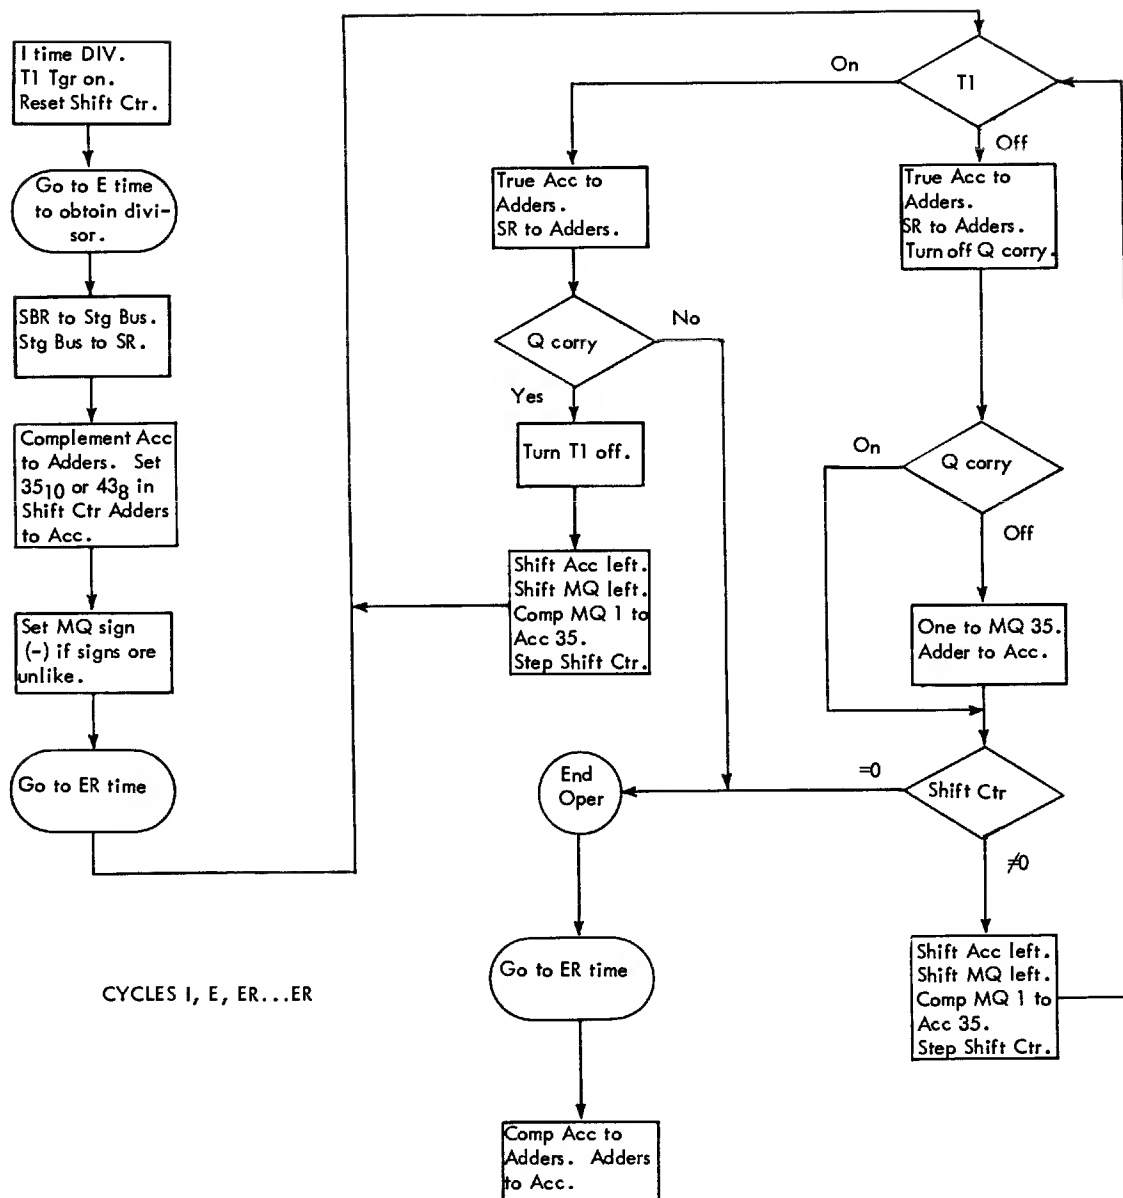 I time DIV.
T1 Tgr on.
Reset Shift Ctr.
Go to E time
to obtoin divi-
sor.
SBR to Stg Bus.
Stg Bus to SR.
Complement Acc
to Adders. Set
35₁₀ or 43₈ in
Shift Ctr Adders
to Acc.
Set MQ sign
(-) if signs ore
unlike.
Go to ER time
CYCLES I, E, ER...ER
T1
On
Off
True Acc to
Adders.
SR to Adders.
Q corry
No
Yes
Turn T1 off.
Shift Acc left.
Shift MQ left.
Comp MQ 1 to
Acc 35.
Step Shift Ctr.
True Acc to
Adders.
SR to Adders.
Turn off Q corry.
Q corry
On
Off
One to MQ 35.
Adder to Acc.
Shift Ctr
=0
≠0
Shift Acc left.
Shift MQ left.
Comp MQ 1 to
Acc 35.
Step Shift Ctr.
End
Oper
Go to ER time
Comp Acc to
Adders. Adders
to Acc.